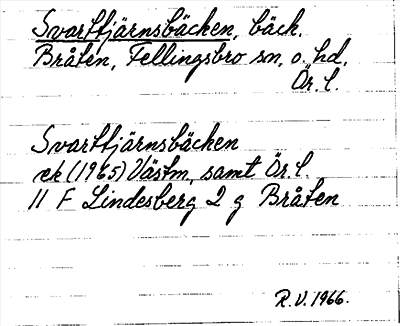 Svarttjärnsbäcken, bäck.
Bråten, Fellingsbro sn, o. hd,
Ör. l.
Svarttjärnsbäcken
ek (1965) Västm, samt Ör. l.
11 F Lindesberg 2 g Bråten
R.V. 1966.